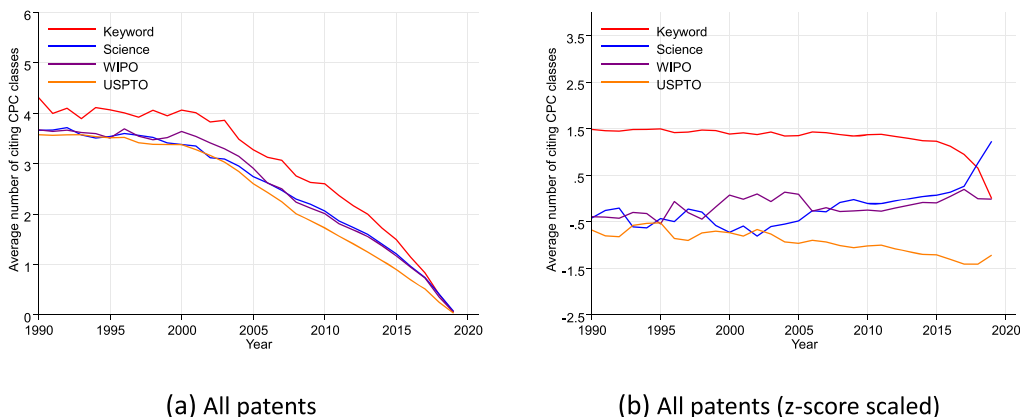 Average number of citing CPC classes
6
5
4
3
2
1
0
Keyword
Science
WIPO
USPTO
1990 1995 2000 2005 2010 2015 2020
Year
(a) All patents
Average number of citing CPC classes
3.5
2.5
1.5
.5
-.5
-1.5
-2.5
Keyword
Science
WIPO
USPTO
1990 1995 2000 2005 2010 2015 2020
Year
(b) All patents (z-score scaled)